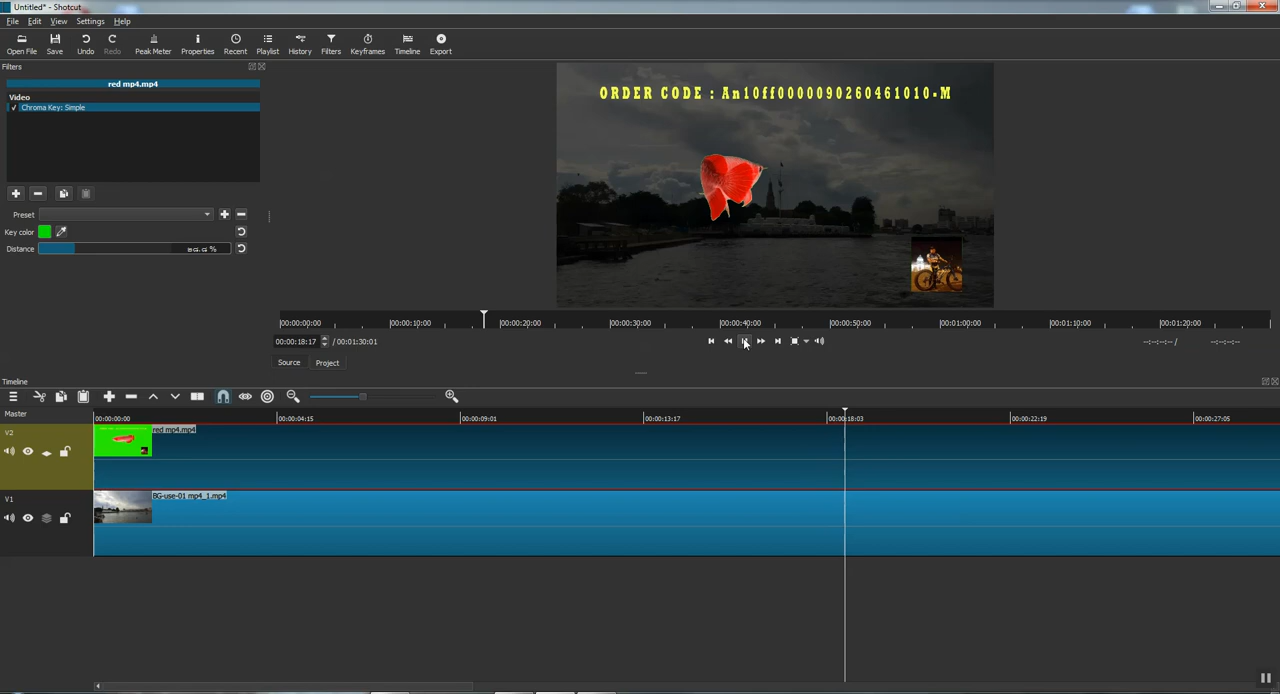 Untitled* - Shotcut
File Edit View Settings Help
Open File Save Undo Redo Peak Meter Properties Recent Playlist History Filters Keyframes Timeline Export
Filters
red mp4.mp4
Video
✓ Chroma Key: Simple
Preset
Key color
Distance
ORDER CODE : An10ff0000090260461010-M
00:00:00:00 00:00:10:00 00:00:20:00 00:00:30:00 00:00:40:00 00:00:50:00 00:01:00:00 00:01:10:00 00:01:20:00
00:00:18:17 / 00:01:30:01
--:--:--:-- / --:--:--:--
Source Project
Timeline
Master
00:00:00:00 00:00:04:15 00:00:09:01 00:00:13:17 00:00:18:03 00:00:22:19 00:00:27:05
V2
red mp4.mp4
V1
BG-use-01 mp4_1.mp4